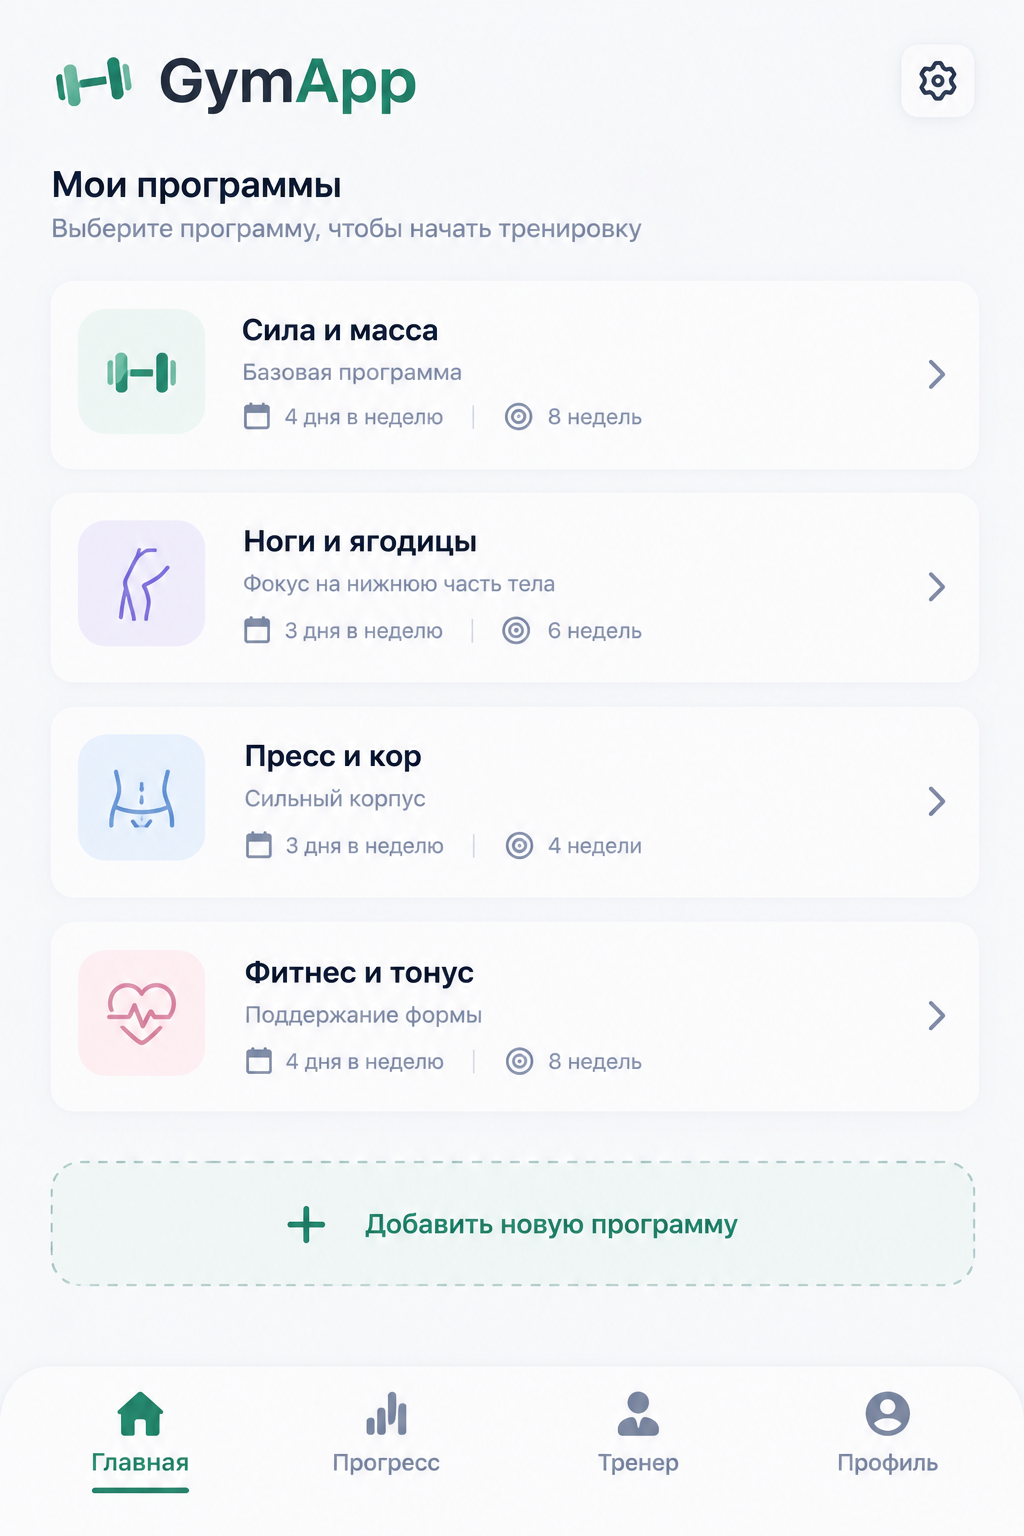 GymApp
Мои программы
Выберите программу, чтобы начать тренировку
Сила и масса
Базовая программа
4 дня в неделю | 8 недель
Ноги и ягодицы
Фокус на нижнюю часть тела
3 дня в неделю | 6 недель
Пресс и кор
Сильный корпус
3 дня в неделю | 4 недели
Фитнес и тонус
Поддержание формы
4 дня в неделю | 8 недель
Добавить новую программу
Главная
Прогресс
Тренер
Профиль